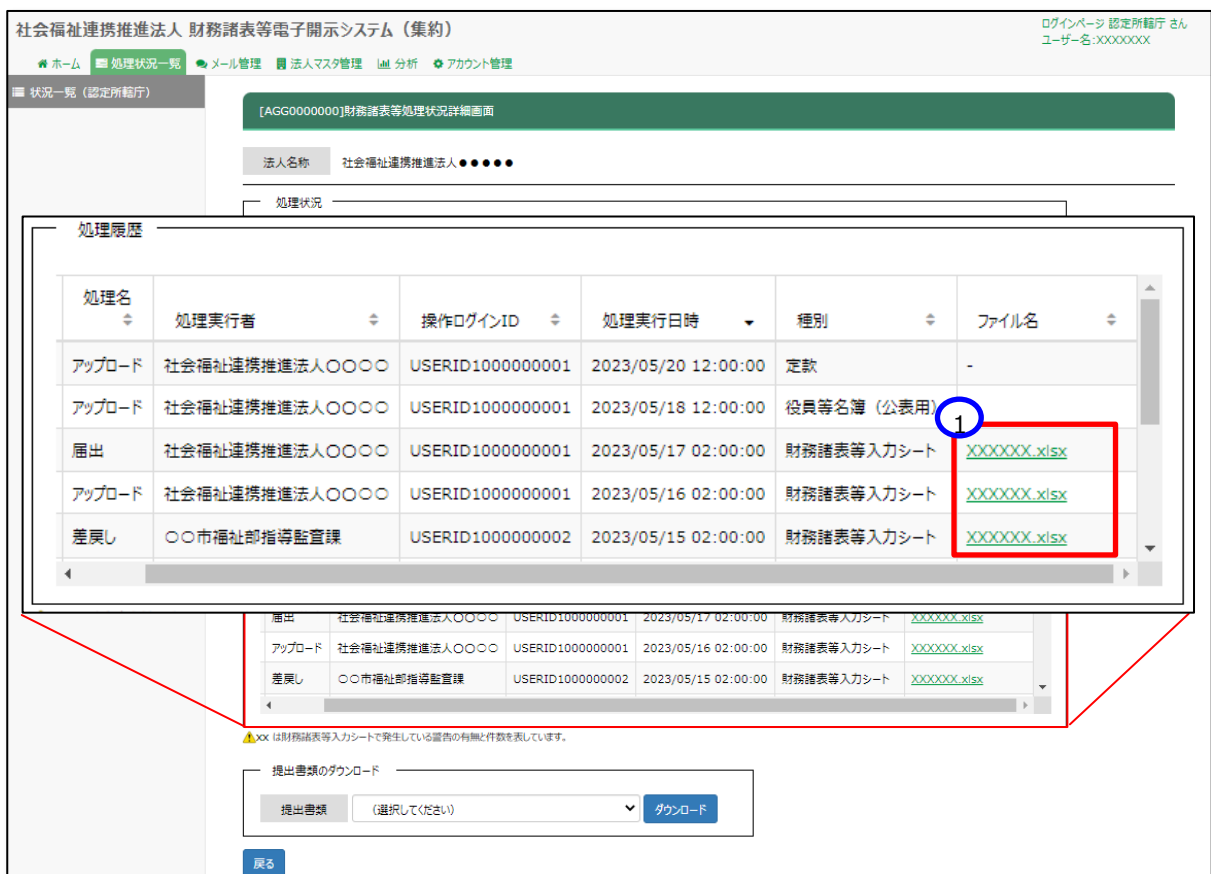 社会福祉連携推進法人 財務諸表等電子開示システム（集約）
ログインページ 認定所轄庁 さん
ユーザー名:XXXXXXX
ホーム 処理状況一覧 メール管理 法人マスタ管理 分析 アカウント管理
状況一覧（認定所轄庁）
[AGG0000000]財務諸表等処理状況詳細画面
法人名称 社会福祉連携推進法人●●●●●
処理状況
処理履歴
処理名 処理実行者 操作ログインID 処理実行日時 種別 ファイル名
アップロード 社会福祉連携推進法人〇〇〇〇 USERID1000000001 2023/05/20 12:00:00 定款 -
アップロード 社会福祉連携推進法人〇〇〇〇 USERID1000000001 2023/05/18 12:00:00 役員等名簿（公表用）
1
届出 社会福祉連携推進法人〇〇〇〇 USERID1000000001 2023/05/17 02:00:00 財務諸表等入力シート XXXXXX.xlsx
アップロード 社会福祉連携推進法人〇〇〇〇 USERID1000000001 2023/05/16 02:00:00 財務諸表等入力シート XXXXXX.xlsx
差戻し 〇〇市福祉部指導監査課 USERID1000000002 2023/05/15 02:00:00 財務諸表等入力シート XXXXXX.xlsx
届出 社会福祉連携推進法人〇〇〇〇 USERID1000000001 2023/05/17 02:00:00 財務諸表等入力シート XXXXXX.xlsx
アップロード 社会福祉連携推進法人〇〇〇〇 USERID1000000001 2023/05/16 02:00:00 財務諸表等入力シート XXXXXX.xlsx
差戻し 〇〇市福祉部指導監査課 USERID1000000002 2023/05/15 02:00:00 財務諸表等入力シート XXXXXX.xlsx
xx は財務諸表等入力シートで発生している警告の有無と件数を表しています。
提出書類のダウンロード
提出書類 （選択してください） ダウンロード
戻る